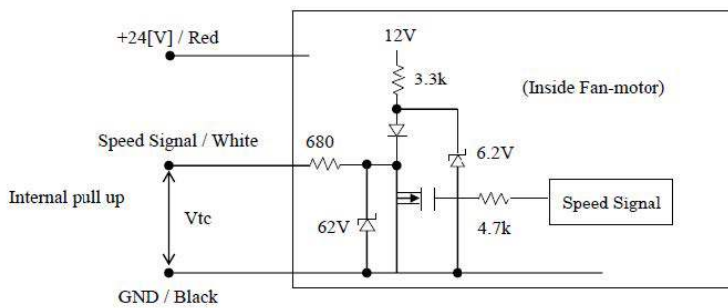 +24[V] / Red
12V
3.3k
(Inside Fan-motor)
Speed Signal / White
680
6.2V
Internal pull up
Vtc
62V
4.7k
Speed Signal
GND / Black